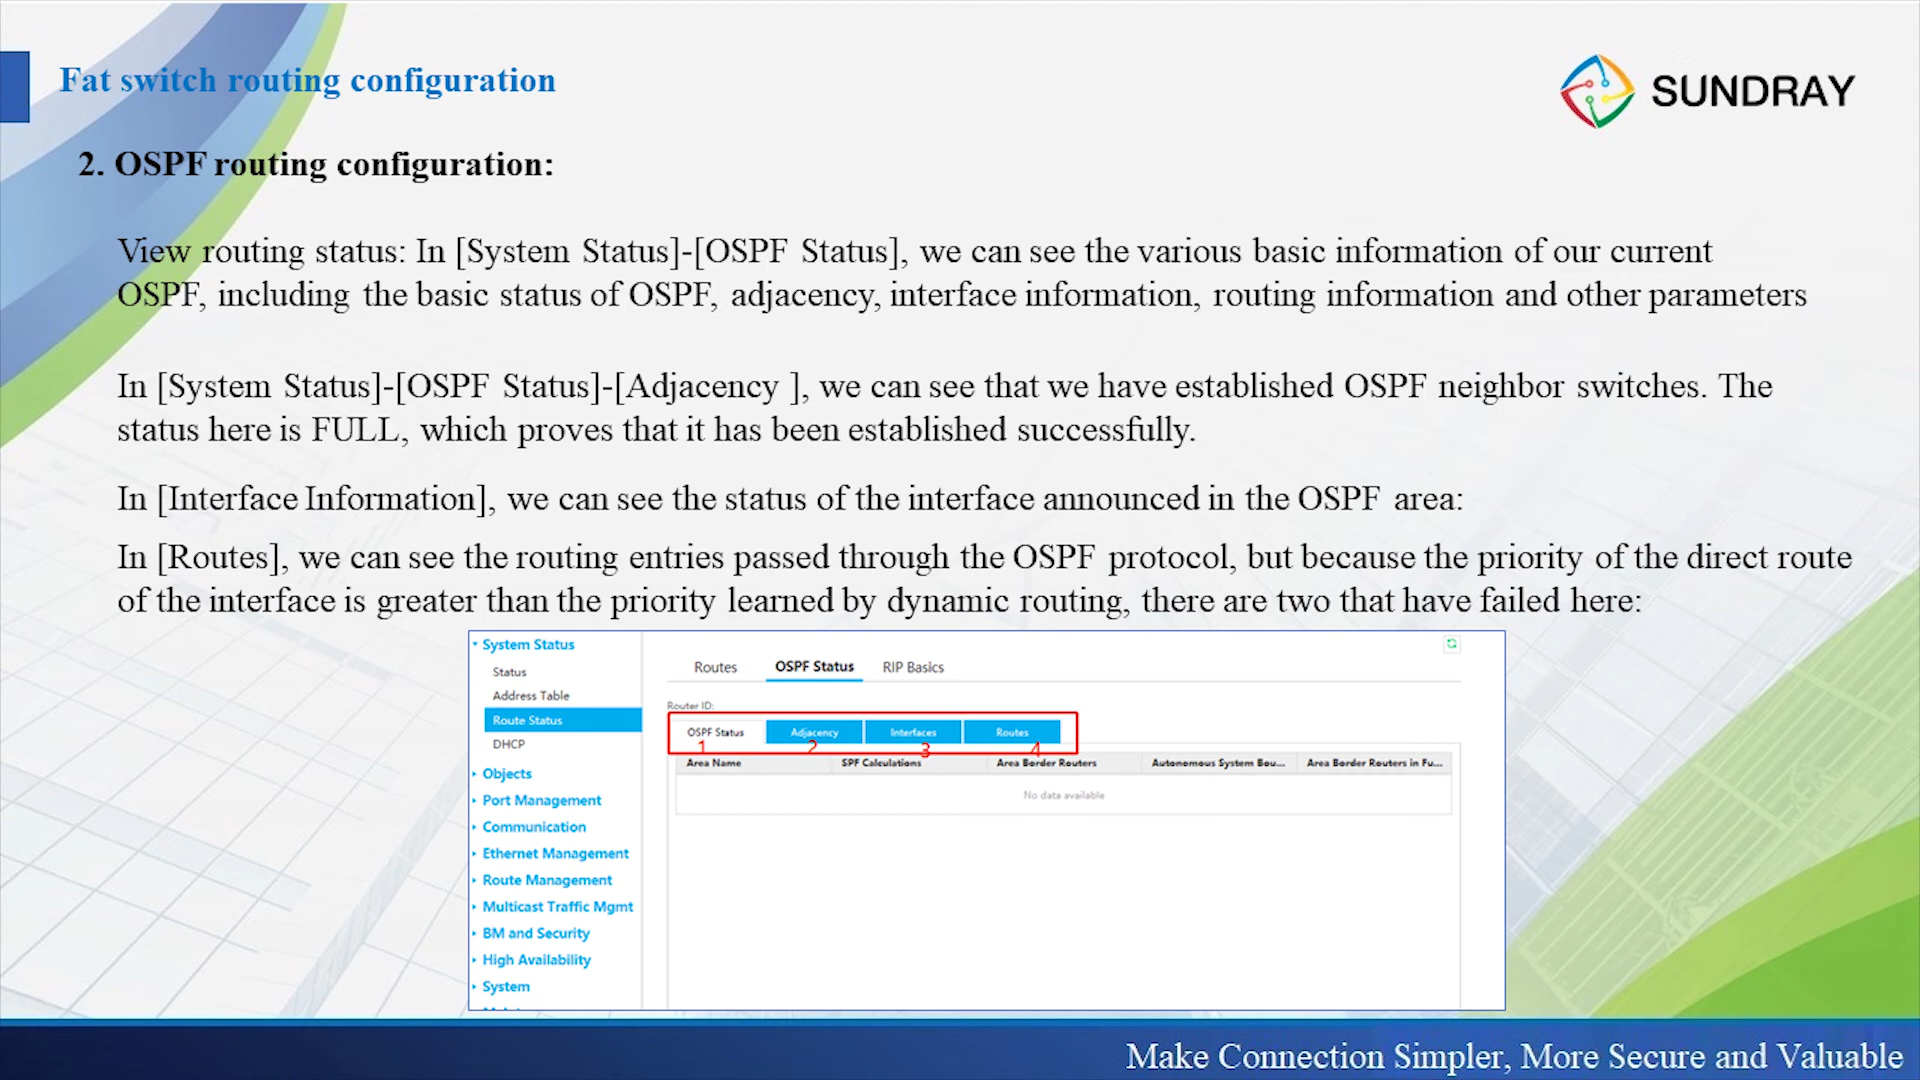 Fat switch routing configuration
SUNDRAY
2. OSPF routing configuration:
View routing status: In [System Status]-[OSPF Status], we can see the various basic information of our current
OSPF, including the basic status of OSPF, adjacency, interface information, routing information and other parameters
In [System Status]-[OSPF Status]-[Adjacency ], we can see that we have established OSPF neighbor switches. The
status here is FULL, which proves that it has been established successfully.
In [Interface Information], we can see the status of the interface announced in the OSPF area:
In [Routes], we can see the routing entries passed through the OSPF protocol, but because the priority of the direct route
of the interface is greater than the priority learned by dynamic routing, there are two that have failed here:
System Status
Status
Address Table
Route Status
DHCP
Objects
Port Management
Communication
Ethernet Management
Route Management
Multicast Traffic Mgmt
BM and Security
High Availability
System
Routes OSPF Status RIP Basics
Router ID:
OSPF Status Adjacency Interfaces Routes
1 2 3 4
Area Name SPF Calculations Area Border Routers Autonomous System Bou... Area Border Routers in Fu...
No data available
Make Connection Simpler, More Secure and Valuable